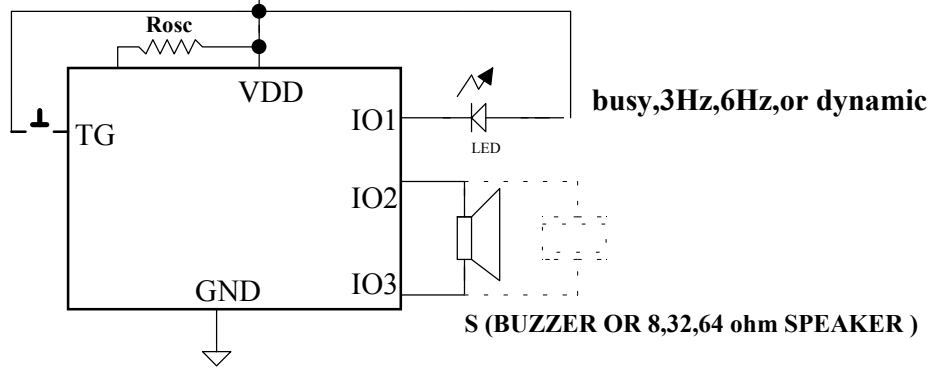 Rosc
VDD
IO1
busy,3Hz,6Hz,or dynamic
TG
LED
IO2
GND
IO3
S (BUZZER OR 8,32,64 ohm SPEAKER )